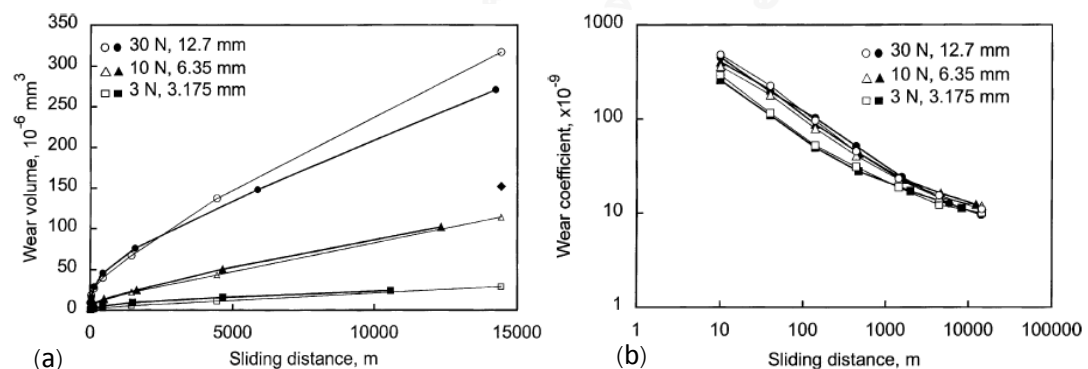 350
300
250
200
150
100
50
0
Wear volume, 10⁻⁶ mm³
30 N, 12.7 mm
10 N, 6.35 mm
3 N, 3.175 mm
0 5000 10000 15000
Sliding distance, m
(a)
1000
100
10
1
Wear coefficient, x10⁻⁹
30 N, 12.7 mm
10 N, 6.35 mm
3 N, 3.175 mm
1 10 100 1000 10000 100000
Sliding distance, m
(b)